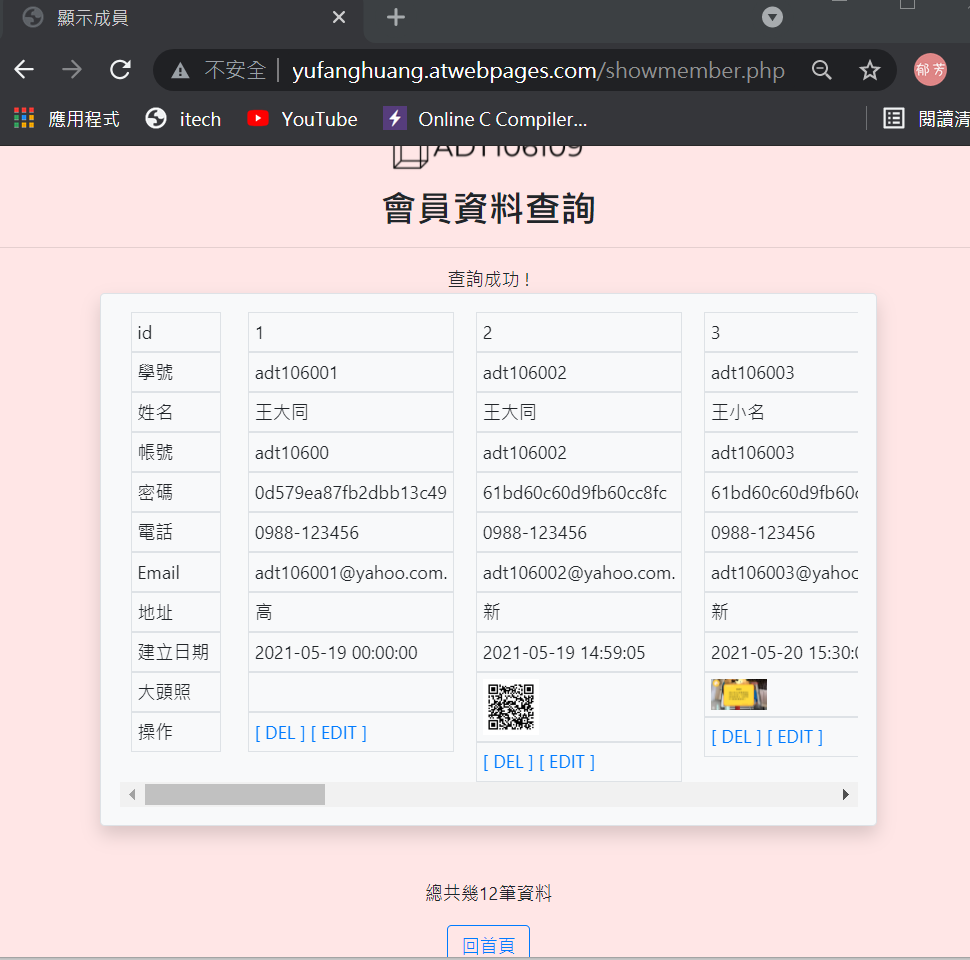 顯示成員
不安全 yufanghuang.atwebpages.com/showmember.php 郁 芳
應用程式 itech YouTube Online C Compiler... 閱讀清
ADT106109
會員資料查詢
查詢成功！
id 1 2 3
學號 adt106001 adt106002 adt106003
姓名 王大同 王大同 王小名
帳號 adt10600 adt106002 adt106003
密碼 0d579ea87fb2dbb13c49 61bd60c60d9fb60cc8fc 61bd60c60d9fb60c
電話 0988-123456 0988-123456 0988-123456
Email adt106001@yahoo.com. adt106002@yahoo.com. adt106003@yahoo
地址 高 新 新
建立日期 2021-05-19 00:00:00 2021-05-19 14:59:05 2021-05-20 15:30:0
大頭照
操作 [ DEL ] [ EDIT ] [ DEL ] [ EDIT ] [ DEL ] [ EDIT ]
總共幾12筆資料
回首頁